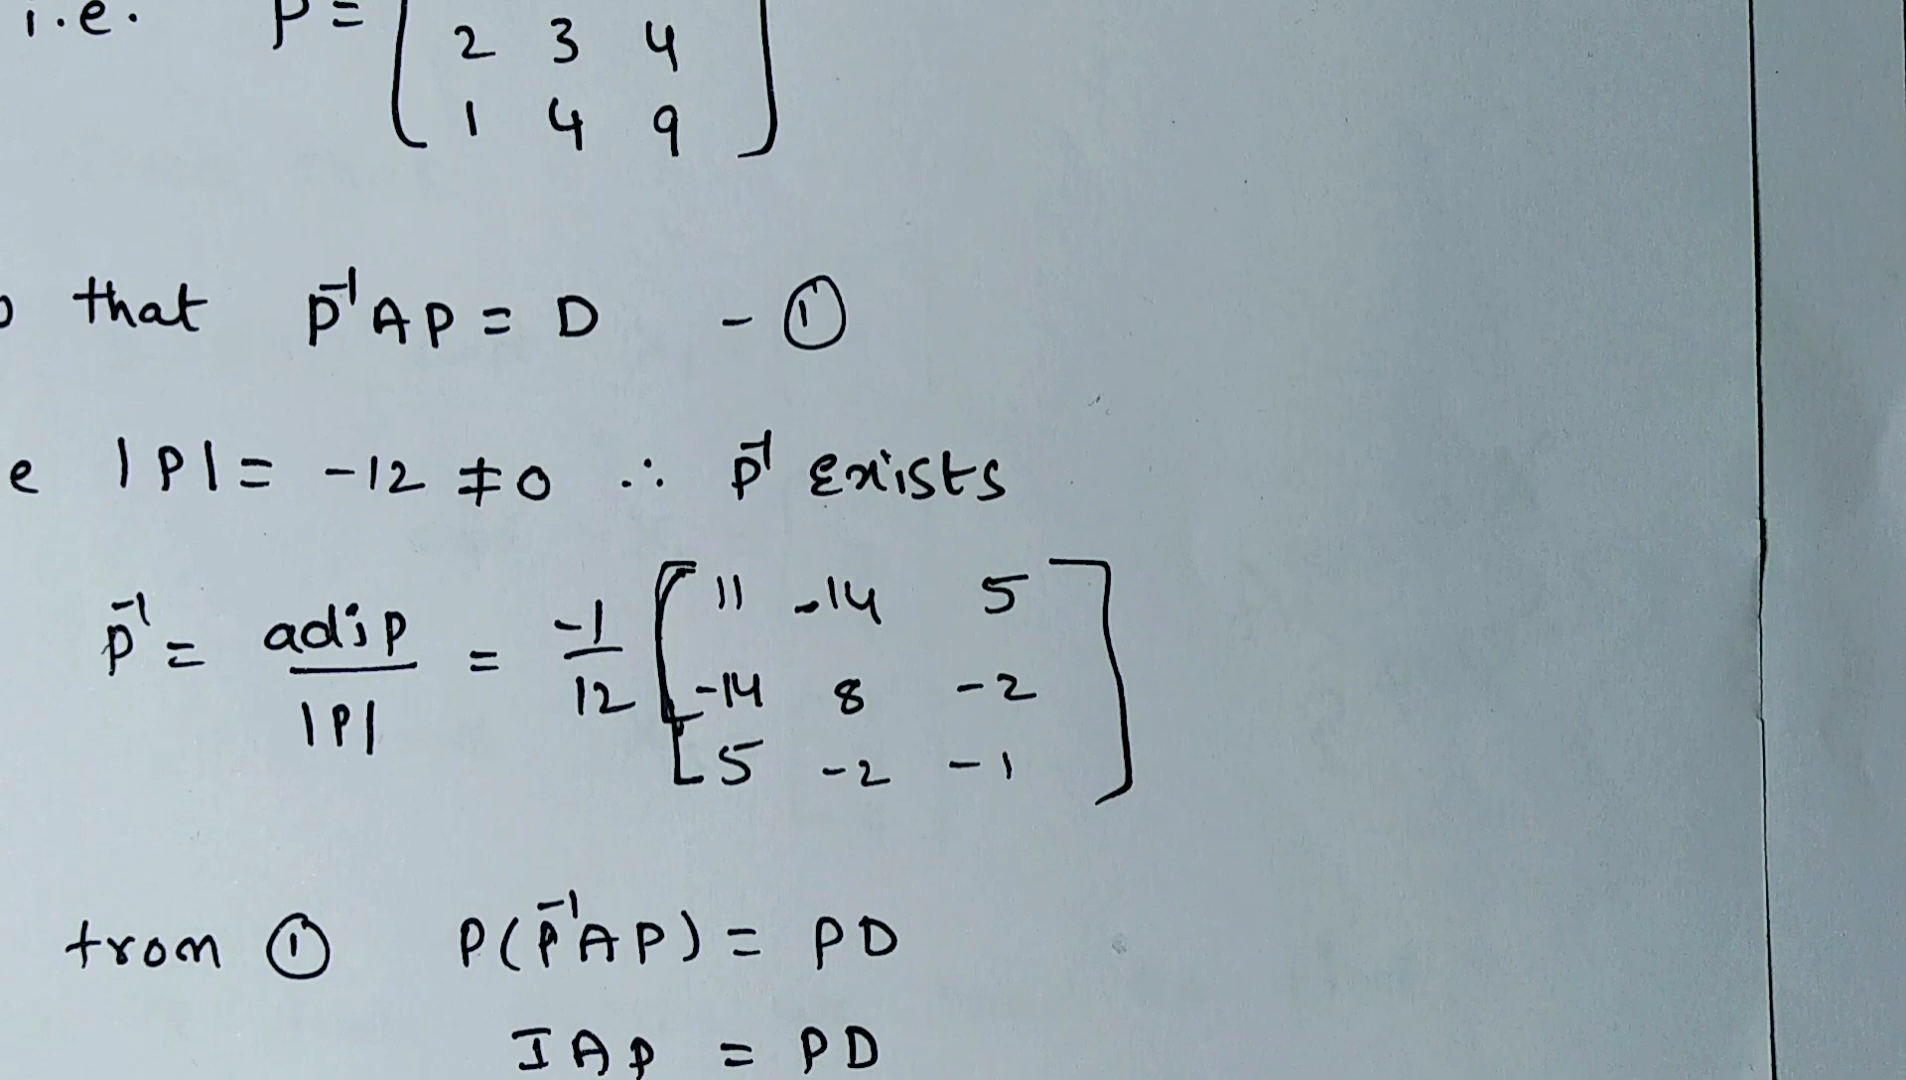 i.e. P = [
2 3 4
1 4 9 ]
that P⁻¹AP = D - ①
e |P| = -12 ≠ 0 ∴ P⁻¹ Exists
P⁻¹ = adjP / |P| = -1/12 [ 11 -14 5
-14 8 -2
5 -2 -1 ]
from ① P(P⁻¹AP) = PD
IAP = PD